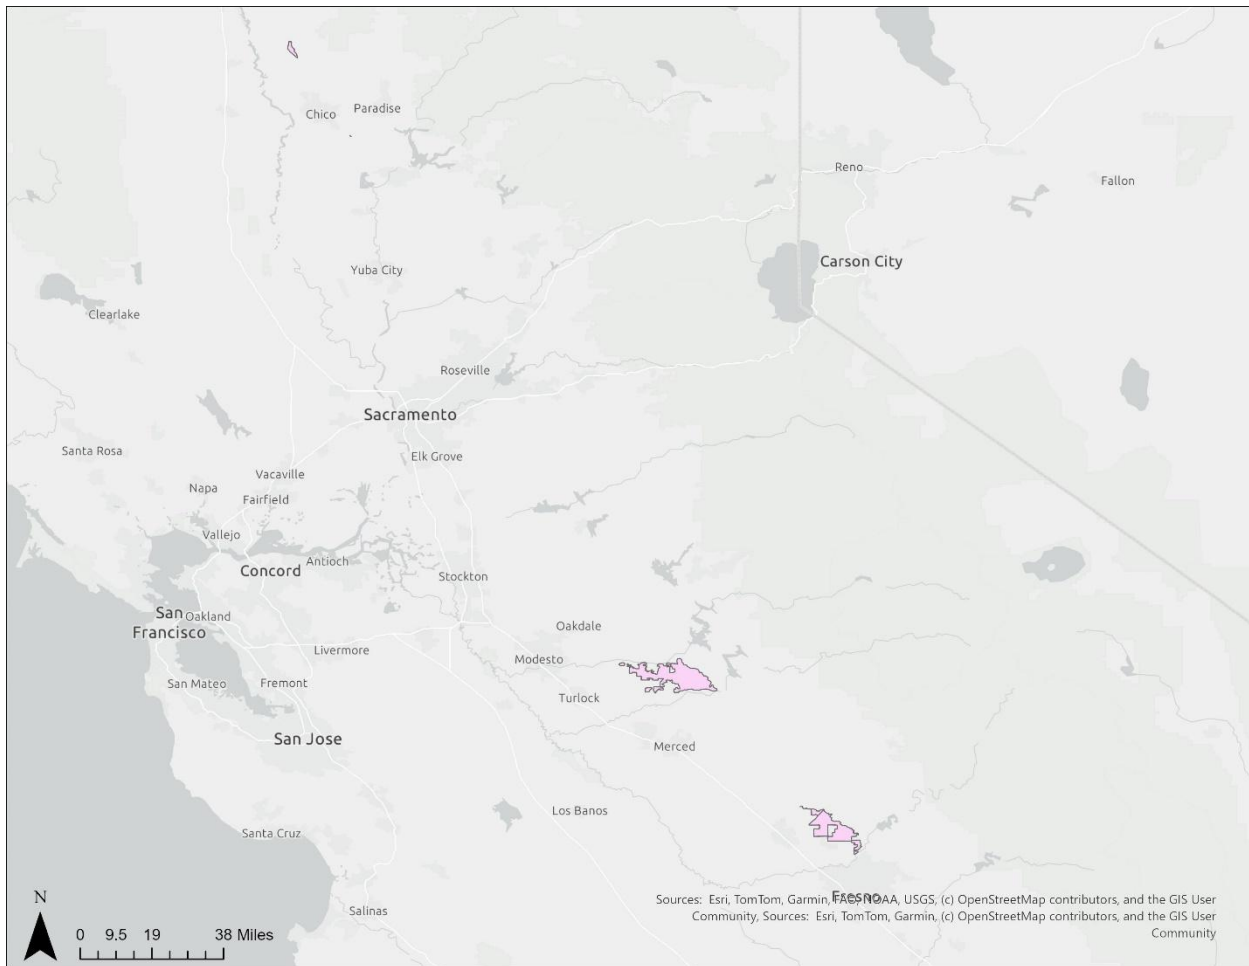 Paradise
Chico
Reno
Fallon
Carson City
Yuba City
Clearlake
Roseville
Sacramento
Santa Rosa
Elk Grove
Vacaville
Napa
Fairfield
Vallejo
Antioch
Concord
Stockton
San
Francisco
Oakland
Oakdale
Livermore
Modesto
San Mateo
Fremont
Turlock
San Jose
Merced
Los Banos
Santa Cruz
Fresno
Salinas
N
0 9.5 19 38 Miles
Sources: Esri, TomTom, Garmin, FAO, NOAA, USGS, (c) OpenStreetMap contributors, and the GIS User
Community, Sources: Esri, TomTom, Garmin, (c) OpenStreetMap contributors, and the GIS User
Community